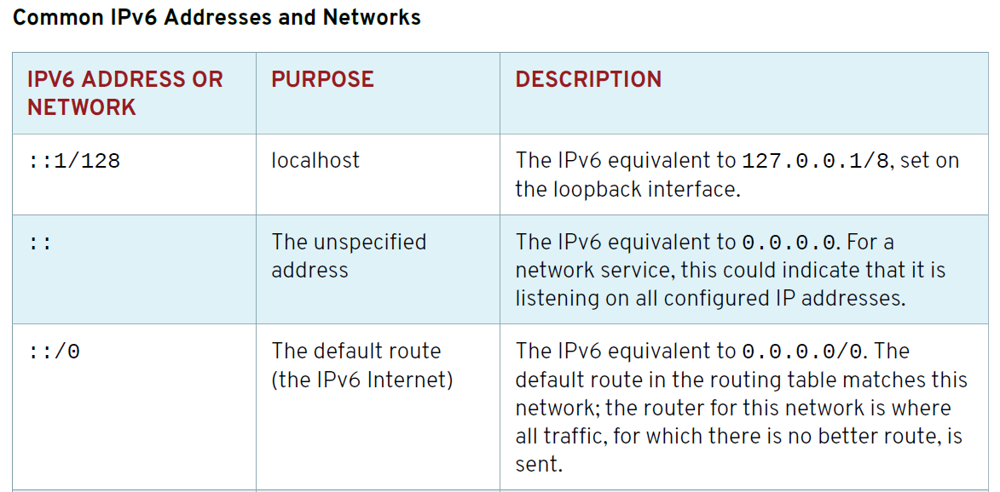 Common IPv6 Addresses and Networks
IPV6 ADDRESS OR
NETWORK
PURPOSE
DESCRIPTION
::1/128
localhost
The IPv6 equivalent to 127.0.0.1/8, set on
the loopback interface.
::
The unspecified
address
The IPv6 equivalent to 0.0.0.0. For a
network service, this could indicate that it is
listening on all configured IP addresses.
::/0
The default route
(the IPv6 Internet)
The IPv6 equivalent to 0.0.0.0/0. The
default route in the routing table matches this
network; the router for this network is where
all traffic, for which there is no better route, is
sent.